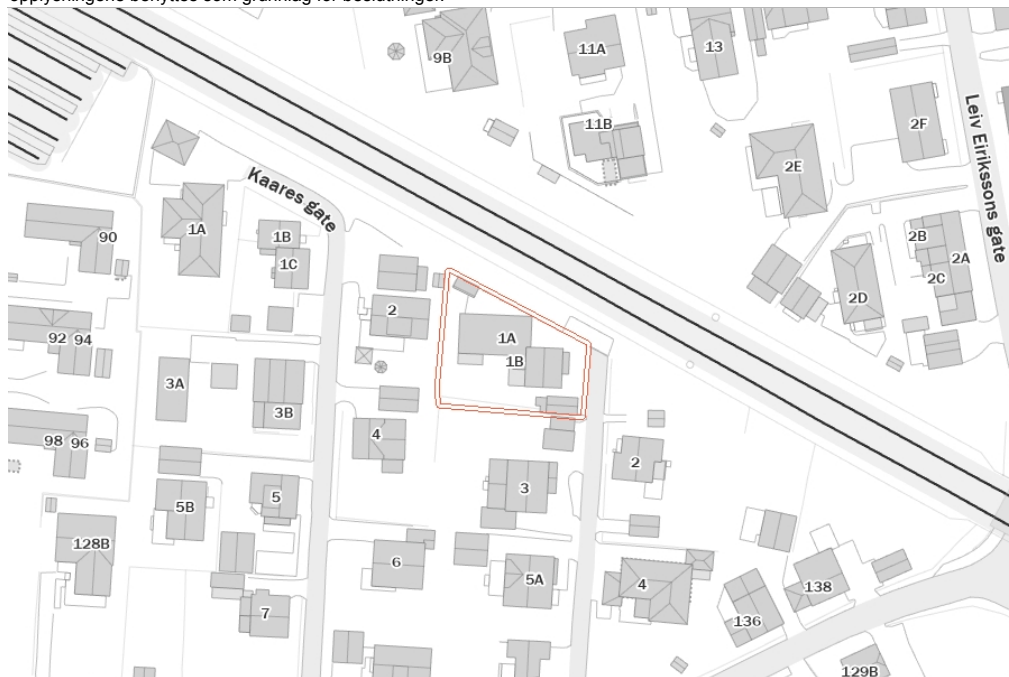 opplysningene benyttes som grunnlag for beslutninger.
9B
11A
13
11B
2F
2E
Leiv Eirikssons gate
Kaares gate
1A
1B
1C
90
2B
2A
2C
2D
2
1A
1B
92 94
3A
3B
4
98 96
2
3
5
5B
128B
6
5A
4
138
136
7
129B